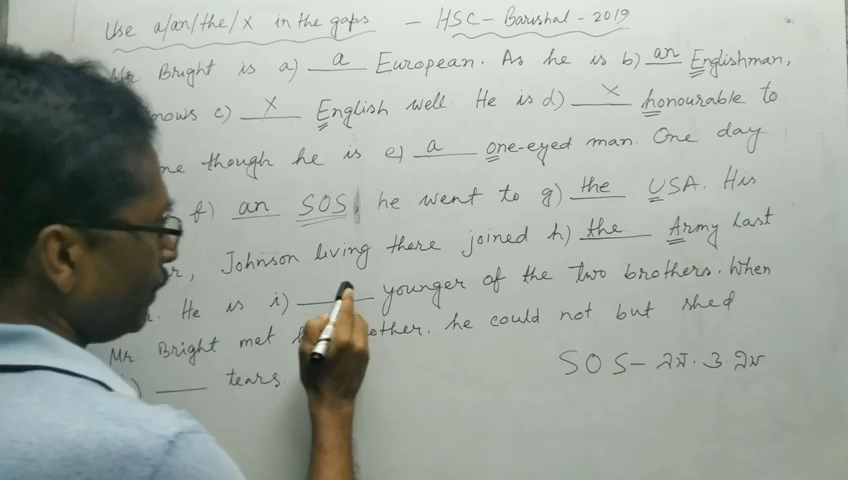 Use a/an/the/x in the gaps - HSC - Barishal - 2019
Mr Bright is a) a European. As he is b) an Englishman,
c) x English well. He is d) x honourable to
though he is e) a one-eyed man. One day
f) an SOS, he went to g) the USA. His
Johnson living there joined h) the Army last
He is i) ____ younger of the two brothers. When
Mr Bright met he could not but shed
____ tears.
SOS - এস. ও. এস